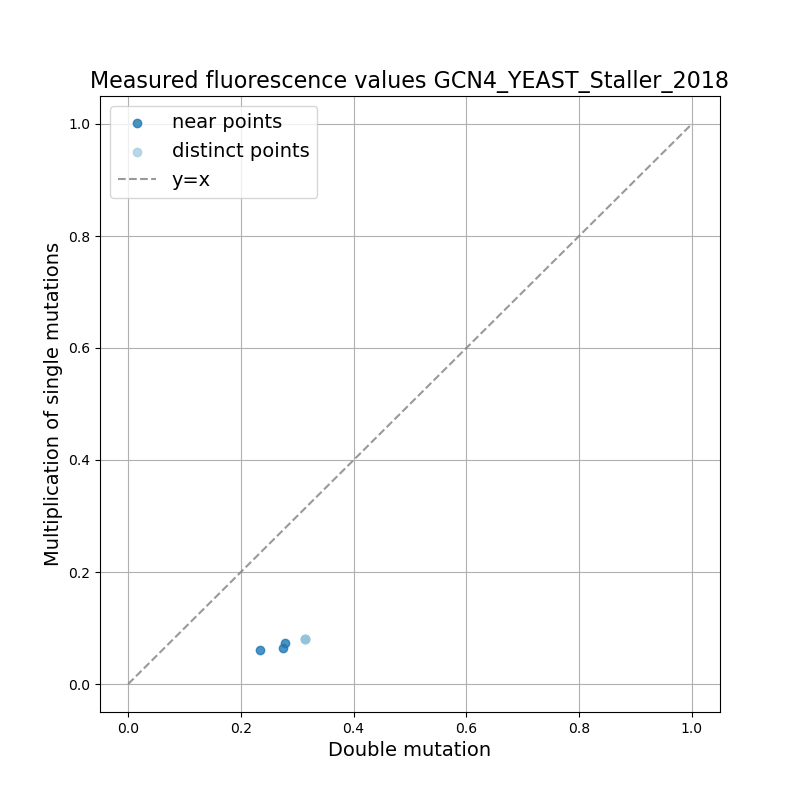 Measured fluorescence values GCN4_YEAST_Staller_2018
near points
distinct points
y=x
1.0
0.8
0.6
0.4
0.2
0.0
Multiplication of single mutations
0.0 0.2 0.4 0.6 0.8 1.0
Double mutation